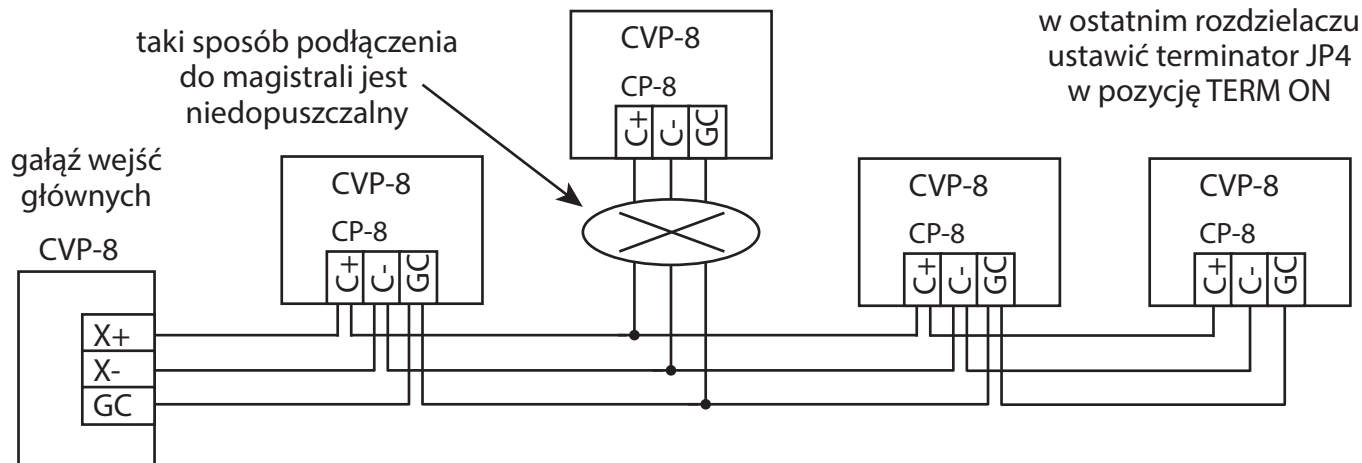 taki sposób podłączenia
do magistrali jest
niedopuszczalny
w ostatnim rozdzielaczu
ustawić terminator JP4
w pozycję TERM ON
gałąź wejść
głównych
CVP-8
X+
X-
GC
CVP-8
CP-8
C+
C-
GC
CVP-8
CP-8
C+
C-
GC
CVP-8
CP-8
C+
C-
GC
CVP-8
CP-8
C+
C-
GC